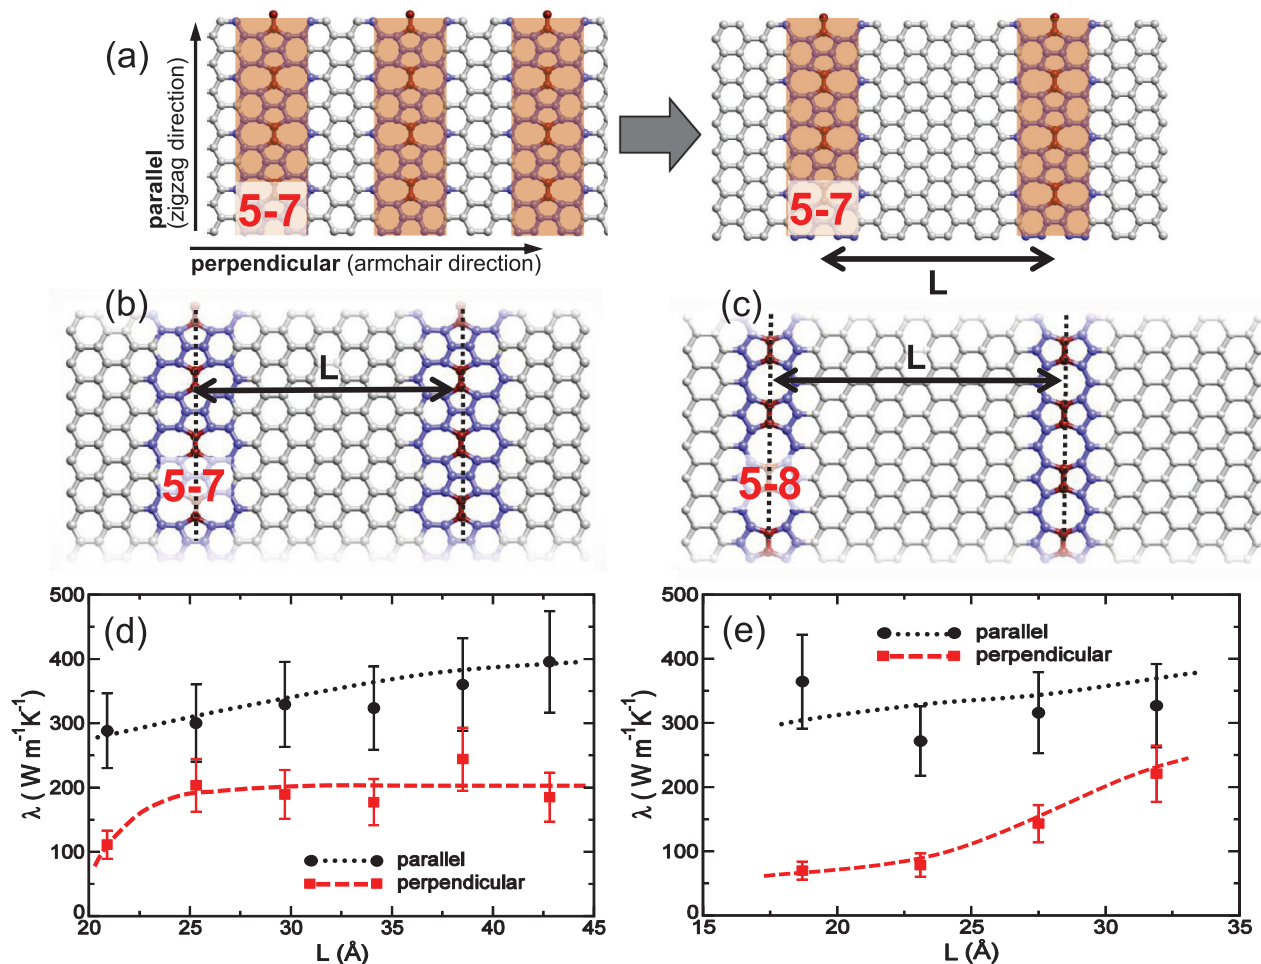 (a)
parallel
(zigzag direction)
5-7
perpendicular (armchair direction)
5-7
L
(b)
L
5-7
(c)
L
5-8
(d)
500
400
300
200
100
0
λ ( W m⁻¹K⁻¹)
parallel
perpendicular
20 25 30 35 40 45
L (Å)
(e)
500
400
300
200
100
0
λ ( W m⁻¹K⁻¹)
parallel
perpendicular
15 20 25 30 35
L (Å)